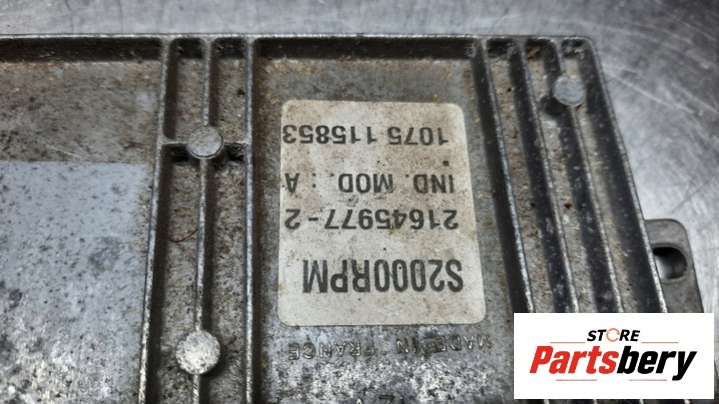 S2000RPM
21645977-2
IND. MOD. : A
1075 115853
MADE IN FRANCE
STORE
Partsbery